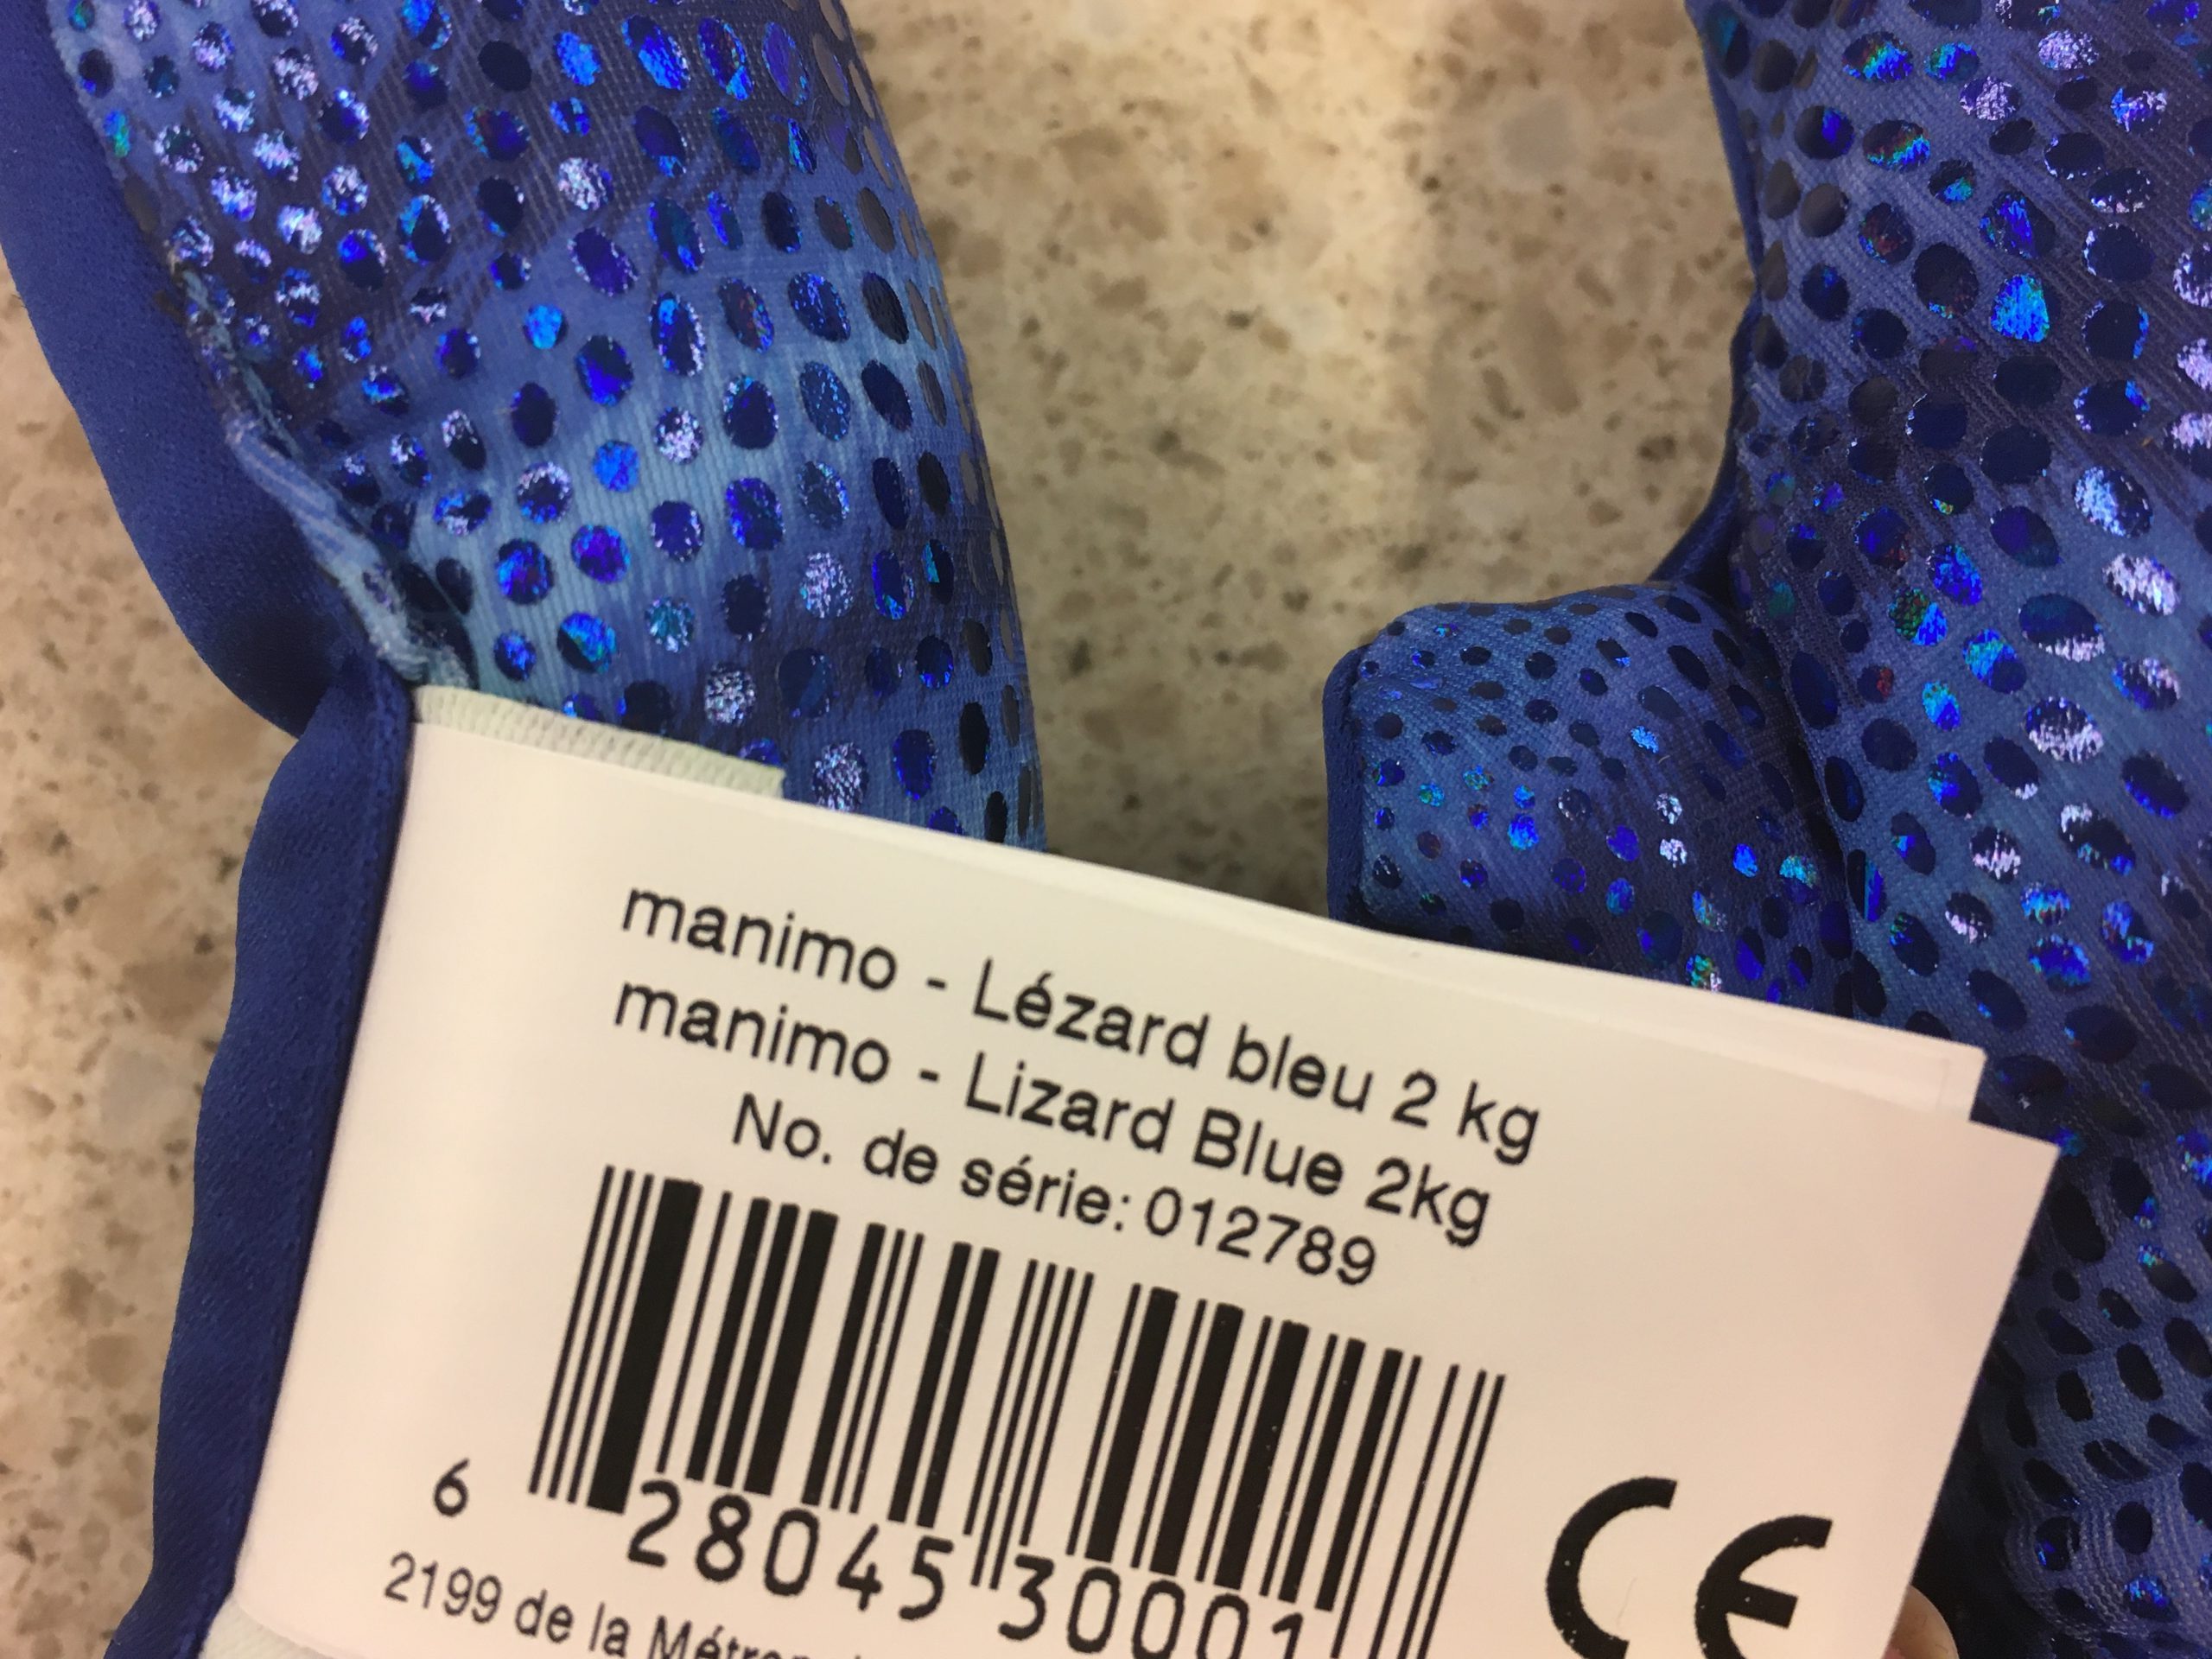 manimo - Lézard bleu 2 kg
manimo - Lizard Blue 2kg
No. de série: 012789
6 28045 30001
2199 de la
CE